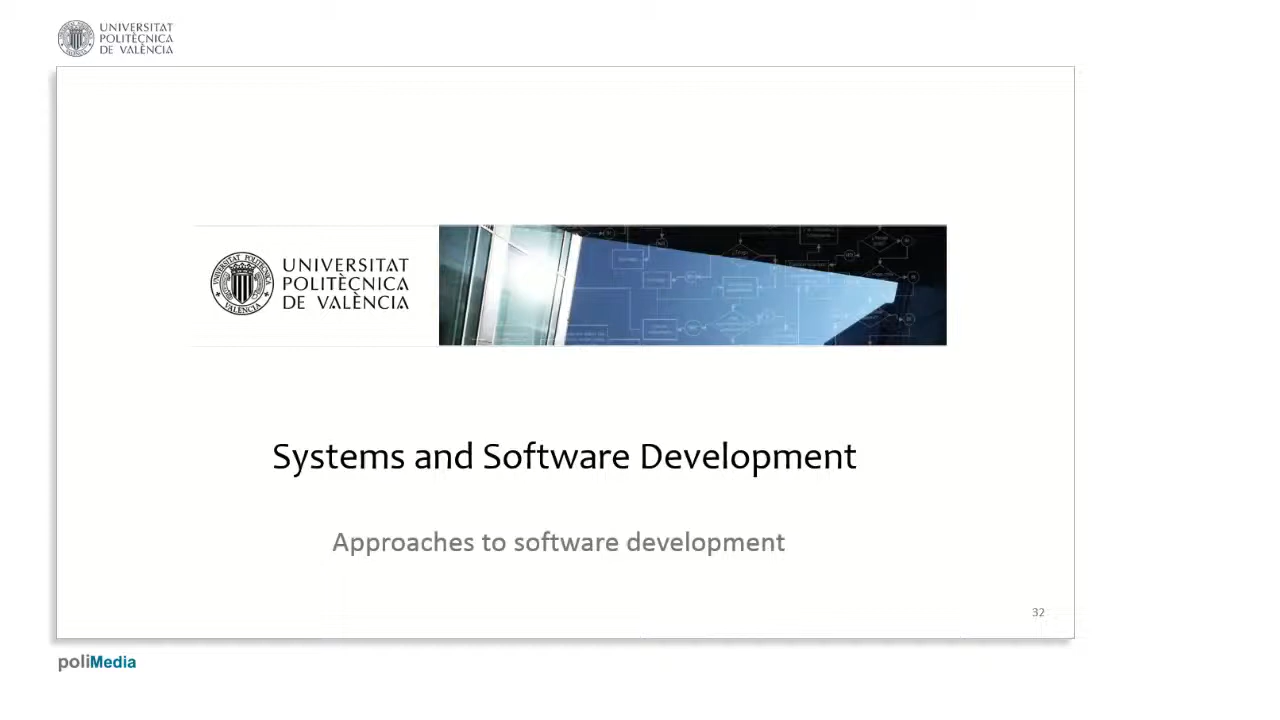 UNIVERSITAT
POLITÈCNICA
DE VALÈNCIA
UNIVERSITAT
POLITÈCNICA
DE VALÈNCIA
Systems and Software Development
Approaches to software development
32
poliMedia